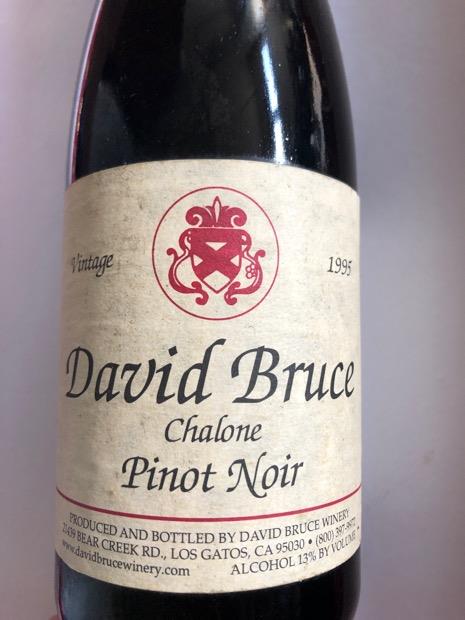 Vintage 1995
David Bruce
Chalone
Pinot Noir
PRODUCED AND BOTTLED BY DAVID BRUCE WINERY
21439 BEAR CREEK RD., LOS GATOS, CA 95030 • (800) 397-9972
www.davidbrucewinery.com ALCOHOL 13% BY VOLUME